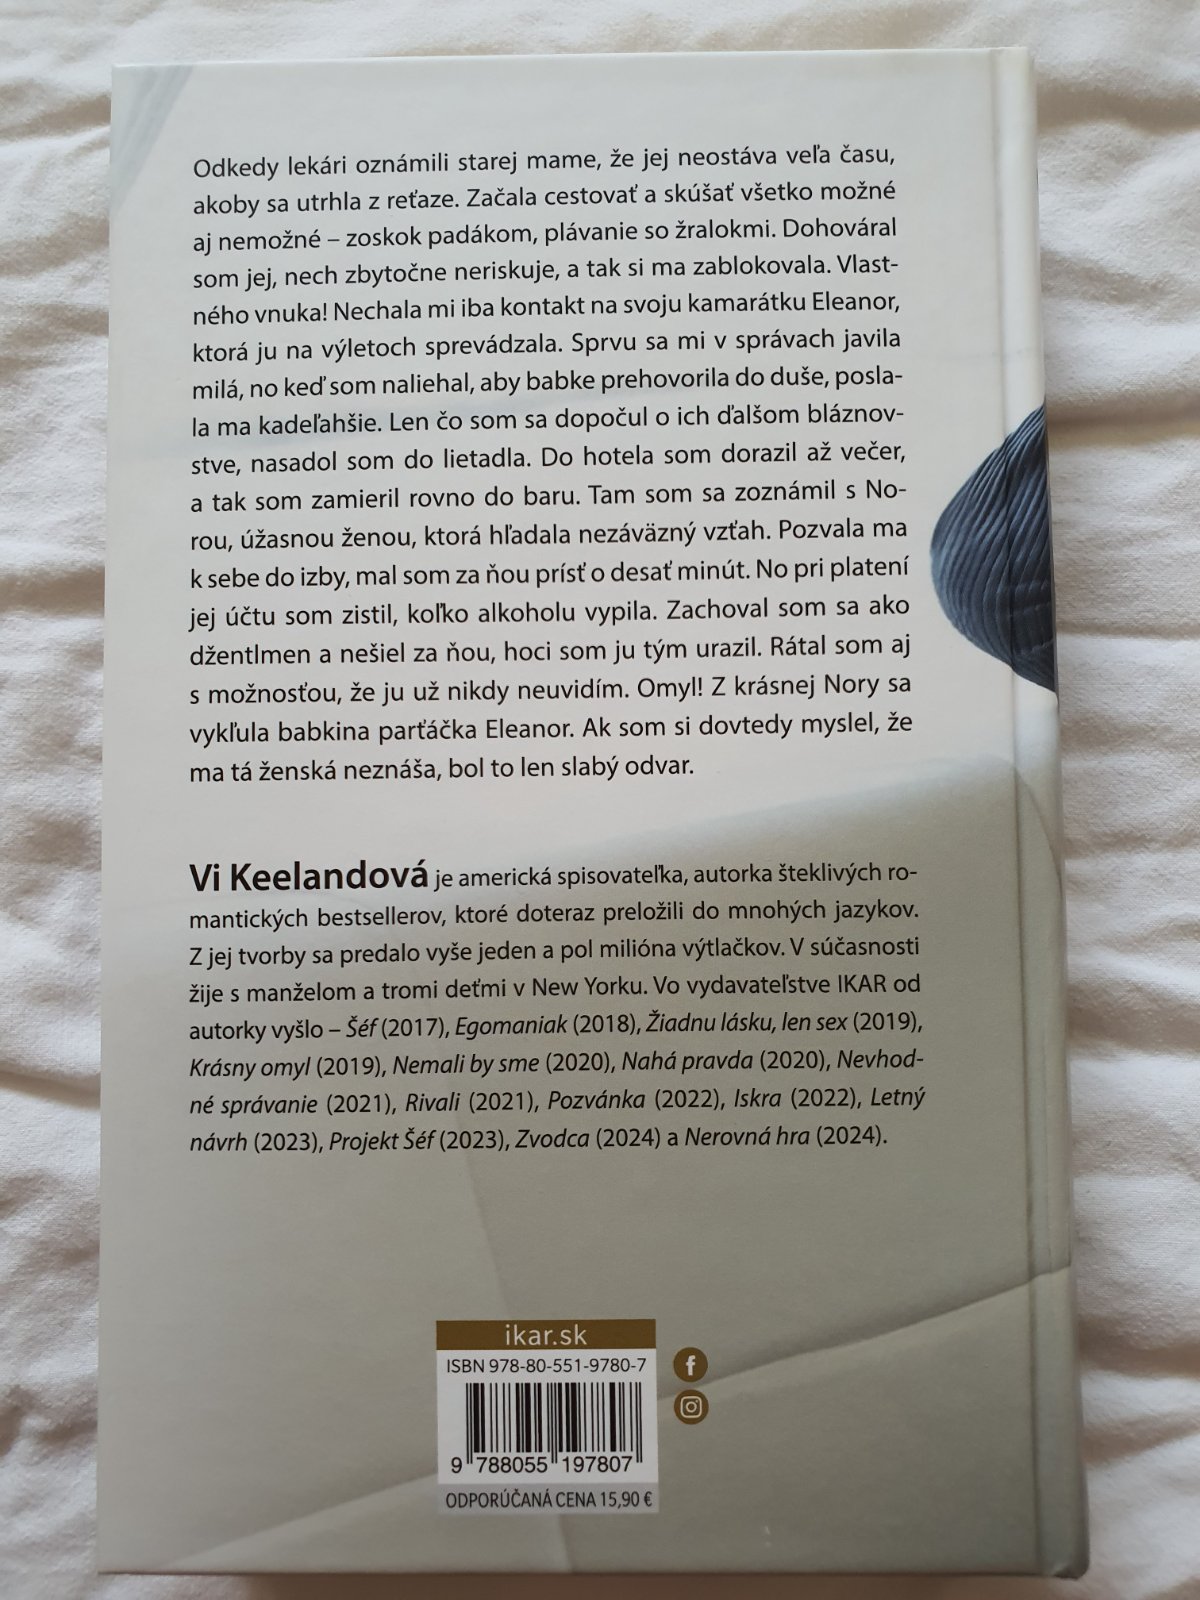 Odkedy lekári oznámili starej mame, že jej neostáva veľa času,
akoby sa utrhla z reťaze. Začala cestovať a skúšať všetko možné
aj nemožné – zoskok padákom, plávanie so žralokmi. Dohováral
som jej, nech zbytočne neriskuje, a tak si ma zablokovala. Vlast-
ného vnuka! Nechala mi iba kontakt na svoju kamarátku Eleanor,
ktorá ju na výletoch sprevádzala. Sprvu sa mi v správach javila
milá, no keď som naliehal, aby babke prehovorila do duše, posla-
la ma kadeľahšie. Len čo som sa dopočul o ich ďalšom bláznov-
stve, nasadol som do lietadla. Do hotela som dorazil až večer,
a tak som zamieril rovno do baru. Tam som sa zoznámil s No-
rou, úžasnou ženou, ktorá hľadala nezáväzný vzťah. Pozvala ma
k sebe do izby, mal som za ňou prísť o desať minút. No pri platení
jej účtu som zistil, koľko alkoholu vypila. Zachoval som sa ako
džentlmen a nešiel za ňou, hoci som ju tým urazil. Rátal som aj
s možnosťou, že ju už nikdy neuvidím. Omyl! Z krásnej Nory sa
vykľula babkina parťáčka Eleanor. Ak som si dovtedy myslel, že
ma tá ženská neznáša, bol to len slabý odvar.
Vi Keelandová je americká spisovateľka, autorka šteklivých ro-
mantických bestsellerov, ktoré doteraz preložili do mnohých jazykov.
Z jej tvorby sa predalo vyše jeden a pol milióna výtlačkov. V súčasnosti
žije s manželom a tromi deťmi v New Yorku. Vo vydavateľstve IKAR od
autorky vyšlo – Šéf (2017), Egomaniak (2018), Žiadnu lásku, len sex (2019),
Krásny omyl (2019), Nemali by sme (2020), Nahá pravda (2020), Nevhod-
né správanie (2021), Rivali (2021), Pozvánka (2022), Iskra (2022), Letný
návrh (2023), Projekt Šéf (2023), Zvodca (2024) a Nerovná hra (2024).
ikar.sk
ISBN 978-80-551-9780-7
9 788055 197807
ODPORÚČANÁ CENA 15,90 €